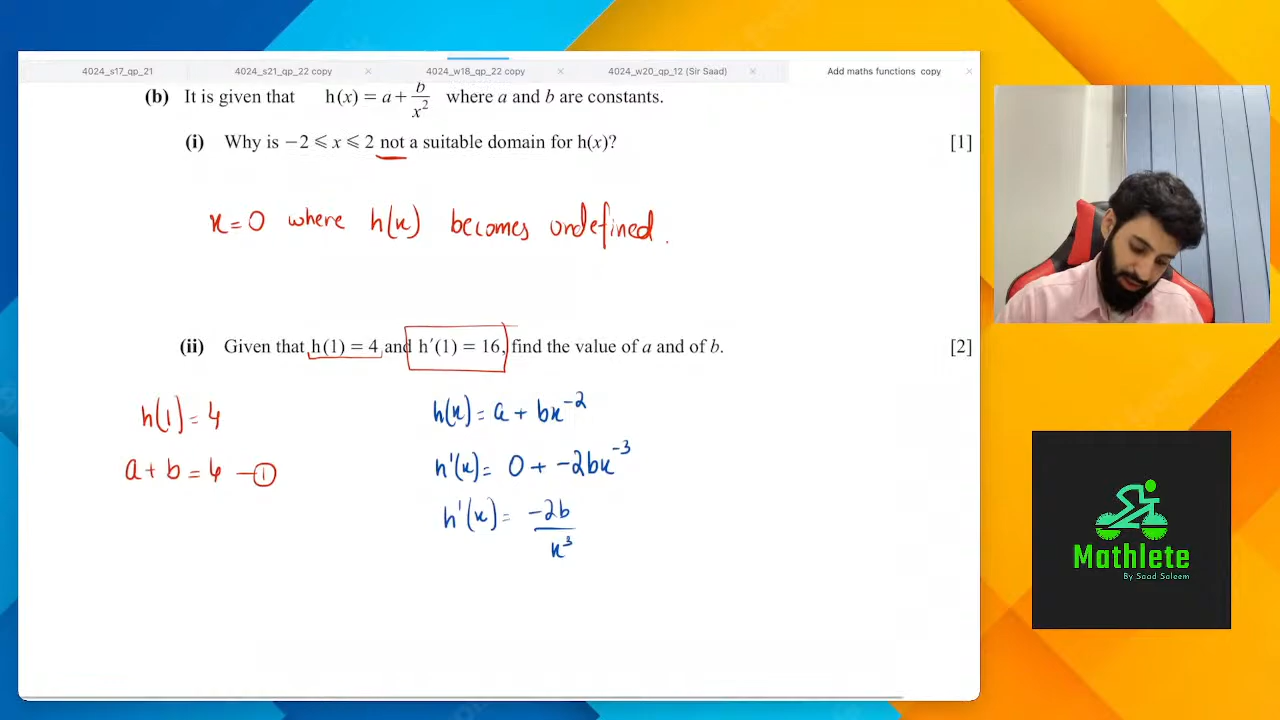 4024_s17_qp_21
4024_s21_qp_22 copy
4024_w18_qp_22 copy
4024_w20_qp_12 (Sir Saad)
Add maths functions copy
(b) It is given that h(x) = a + b/x² where a and b are constants.
(i) Why is −2 ⩽ x ⩽ 2 not a suitable domain for h(x)? [1]
x = 0 where h(x) becomes undefined.
(ii) Given that h(1) = 4 and h′(1) = 16, find the value of a and of b. [2]
h(1) = 4
a + b = 4 —①
h(x) = a + bx⁻²
h'(x) = 0 + -2bx⁻³
h'(x) = -2b/x³
Mathlete
By Saad Saleem